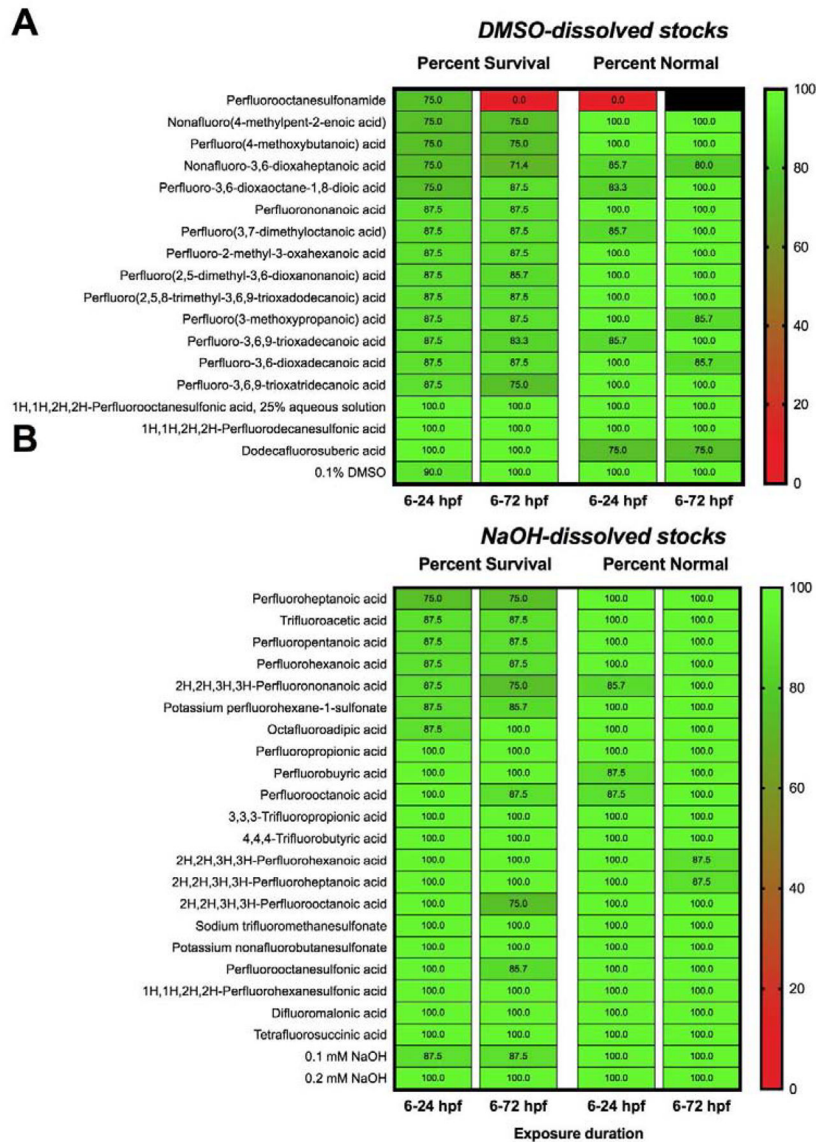 A
DMSO-dissolved stocks
Percent Survival Percent Normal
Perfluorooctanesulfonamide 75.0 0.0 0.0 100
Nonafluoro(4-methylpent-2-enoic acid) 75.0 75.0 100.0 100.0
Perfluoro(4-methoxybutanoic) acid 75.0 75.0 100.0 100.0
Nonafluoro-3,6-dioxaheptanoic acid 75.0 71.4 85.7 80.0
Perfluoro-3,6-dioxaoctane-1,8-dioic acid 75.0 87.5 83.3 100.0 80
Perfluorononanoic acid 87.5 87.5 100.0 100.0
Perfluoro(3,7-dimethyloctanoic acid) 87.5 87.5 85.7 100.0
Perfluoro-2-methyl-3-oxahexanoic acid 87.5 87.5 100.0 100.0 60
Perfluoro(2,5-dimethyl-3,6-dioxanonanoic) acid 87.5 85.7 100.0 100.0
Perfluoro(2,5,8-trimethyl-3,6,9-trioxadodecanoic) acid 87.5 87.5 100.0 100.0
Perfluoro(3-methoxypropanoic) acid 87.5 87.5 100.0 85.7 40
Perfluoro-3,6,9-trioxadecanoic acid 87.5 83.3 85.7 100.0
Perfluoro-3,6-dioxadecanoic acid 87.5 87.5 100.0 85.7
Perfluoro-3,6,9-trioxatridecanoic acid 87.5 75.0 100.0 100.0
1H,1H,2H,2H-Perfluorooctanesulfonic acid, 25% aqueous solution 100.0 100.0 100.0 100.0 20
1H,1H,2H,2H-Perfluorodecanesulfonic acid 100.0 100.0 100.0 100.0
B
Dodecafluorosuberic acid 100.0 100.0 75.0 75.0
0.1% DMSO 90.0 100.0 100.0 100.0 0
6-24 hpf 6-72 hpf 6-24 hpf 6-72 hpf
NaOH-dissolved stocks
Percent Survival Percent Normal
Perfluoroheptanoic acid 75.0 75.0 100.0 100.0 100
Trifluoroacetic acid 87.5 87.5 100.0 100.0
Perfluoropentanoic acid 87.5 87.5 100.0 100.0
Perfluorohexanoic acid 87.5 87.5 100.0 100.0
2H,2H,3H,3H-Perfluorononanoic acid 87.5 75.0 85.7 100.0 80
Potassium perfluorohexane-1-sulfonate 87.5 85.7 100.0 100.0
Octafluoroadipic acid 87.5 100.0 100.0 100.0
Perfluoropropionic acid 100.0 100.0 100.0 100.0
Perfluorobutyric acid 100.0 100.0 87.5 100.0
Perfluorooctanoic acid 100.0 87.5 87.5 100.0 60
3,3,3-Trifluoropropionic acid 100.0 100.0 100.0 100.0
4,4,4-Trifluorobutyric acid 100.0 100.0 100.0 100.0
2H,2H,3H,3H-Perfluorohexanoic acid 100.0 100.0 100.0 87.5
2H,2H,3H,3H-Perfluoroheptanoic acid 100.0 100.0 100.0 87.5 40
2H,2H,3H,3H-Perfluorooctanoic acid 100.0 75.0 100.0 100.0
Sodium trifluoromethanesulfonate 100.0 100.0 100.0 100.0
Potassium nonafluorobutanesulfonate 100.0 100.0 100.0 100.0
Perfluorooctanesulfonic acid 100.0 85.7 100.0 100.0
1H,1H,2H,2H-Perfluorohexanesulfonic acid 100.0 100.0 100.0 100.0 20
Difluoromalonic acid 100.0 100.0 100.0 100.0
Tetrafluorosuccinic acid 100.0 100.0 100.0 100.0
0.1 mM NaOH 87.5 87.5 100.0 100.0
0.2 mM NaOH 100.0 100.0 100.0 100.0 0
6-24 hpf 6-72 hpf 6-24 hpf 6-72 hpf
Exposure duration